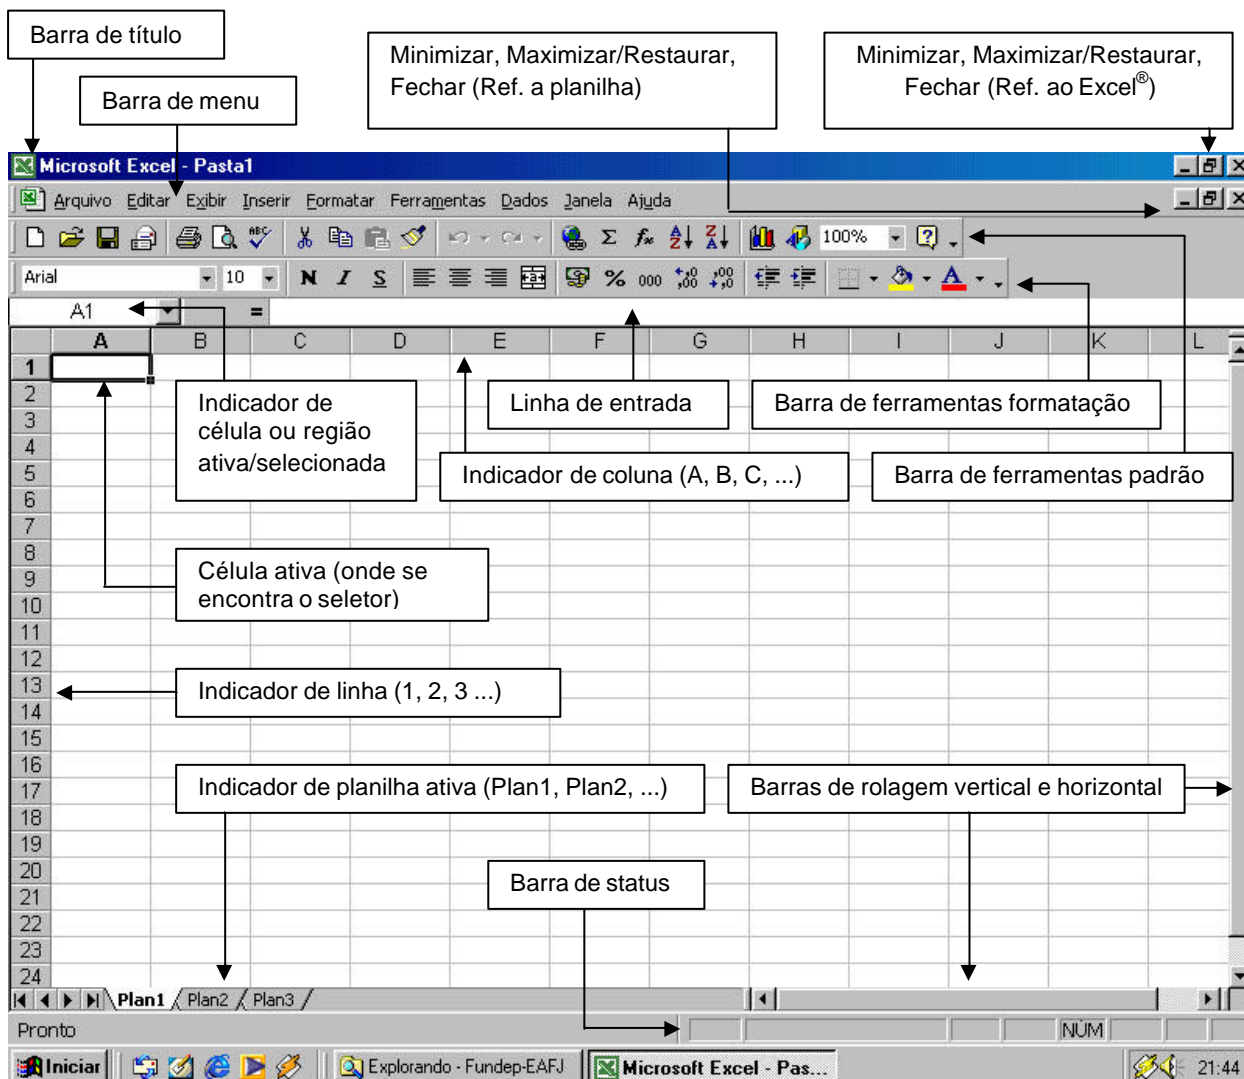 Barra de título
Minimizar, Maximizar/Restaurar,
Fechar (Ref. a planilha)
Minimizar, Maximizar/Restaurar,
Fechar (Ref. ao Excel®)
Barra de menu
Microsoft Excel - Pasta1
Arquivo Editar Exibir Inserir Formatar Ferramentas Dados Janela Ajuda
ABC Σ fx A Z Z A 100% ?
Arial 10 N I S a % 000 ,0 ,00 ,00 ,0 A
A1 =
A B C D E F G H I J K L
1
2
3
4
5
6
7
8
9
10
11
12
13
14
15
16
17
18
19
20
21
22
23
24
Indicador de
célula ou região
ativa/selecionada
Linha de entrada
Barra de ferramentas formatação
Indicador de coluna (A, B, C, ...)
Barra de ferramentas padrão
Célula ativa (onde se
encontra o seletor)
Indicador de linha (1, 2, 3 ...)
Indicador de planilha ativa (Plan1, Plan2, ...)
Barras de rolagem vertical e horizontal
Barra de status
Plan1 Plan2 Plan3
Pronto NÚM
Iniciar Explorando - Fundep-EAFJ Microsoft Excel - Pas... 21:44